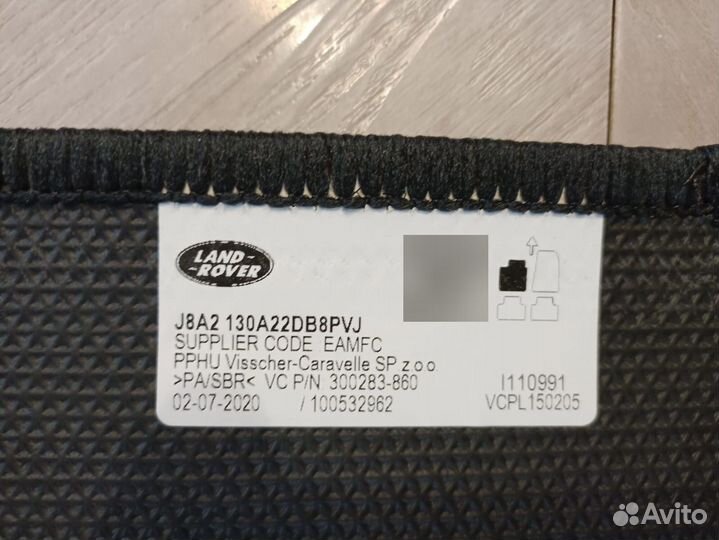 LAND-
-ROVER
J8A2 130A22DB8PVJ
SUPPLIER CODE EAMFC
PPHU Visscher-Caravelle SP z o o
>PA/SBR< VC P/N: 300283-860
I110991
02-07-2020 / 100532962
VCPL150205
Avito